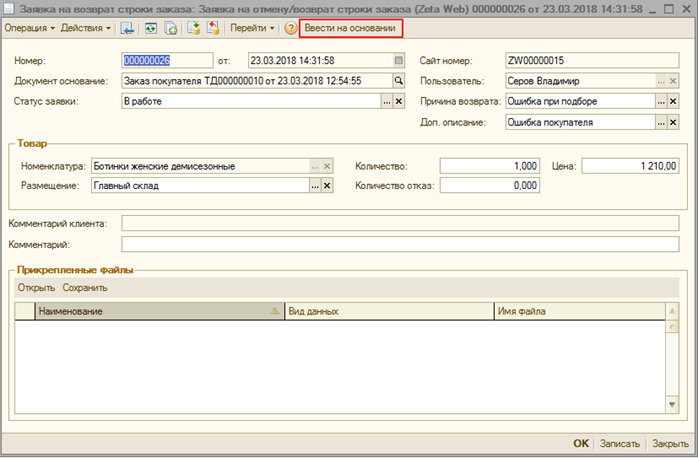 Заявка на возврат строки заказа: Заявка на отмену/возврат строки заказа (Zeta Web) 000000026 от 23.03.2018 14:31:58
Операция Действия Перейти ? Ввести на основании
Номер: 000000026 от: 23.03.2018 14:31:58 Сайт номер: ZW00000015
Документ основание: Заказ покупателя ТД000000010 от 23.03.2018 12:54:55 Пользователь: Серов Владимир ... x
Статус заявки: В работе ... x Причина возврата: Ошибка при подборе ... x
Доп. описание: Ошибка покупателя ... x
Товар
Номенклатура: Ботинки женские демисезонные ... x Количество: 1,000 Цена: 1 210,00
Размещение: Главный склад ... x Количество отказ: 0,000
Комментарий клиента:
Комментарий:
Прикрепленные файлы
Открыть Сохранить
Наименование Вид данных Имя файла
OK Записать Закрыть